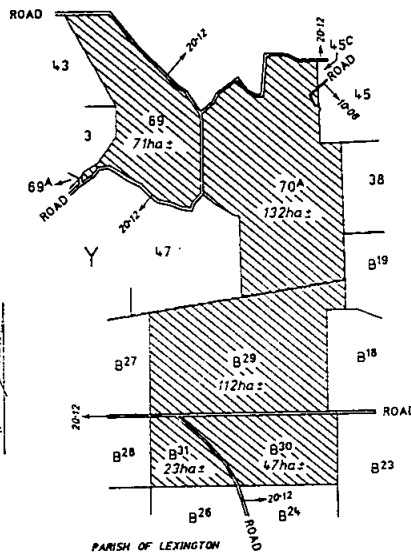 ROAD
20·12
45C
20·12
ROAD
43
45
10·08
69
71ha±
3
69A
70A
132ha±
38
ROAD
20·12
Y
47
B19
B27
B29
112ha±
B18
20·12
ROAD
B28
B31
23ha±
B30
47ha±
B23
20·12
B26
B24
ROAD
PARISH OF LEXINGTON